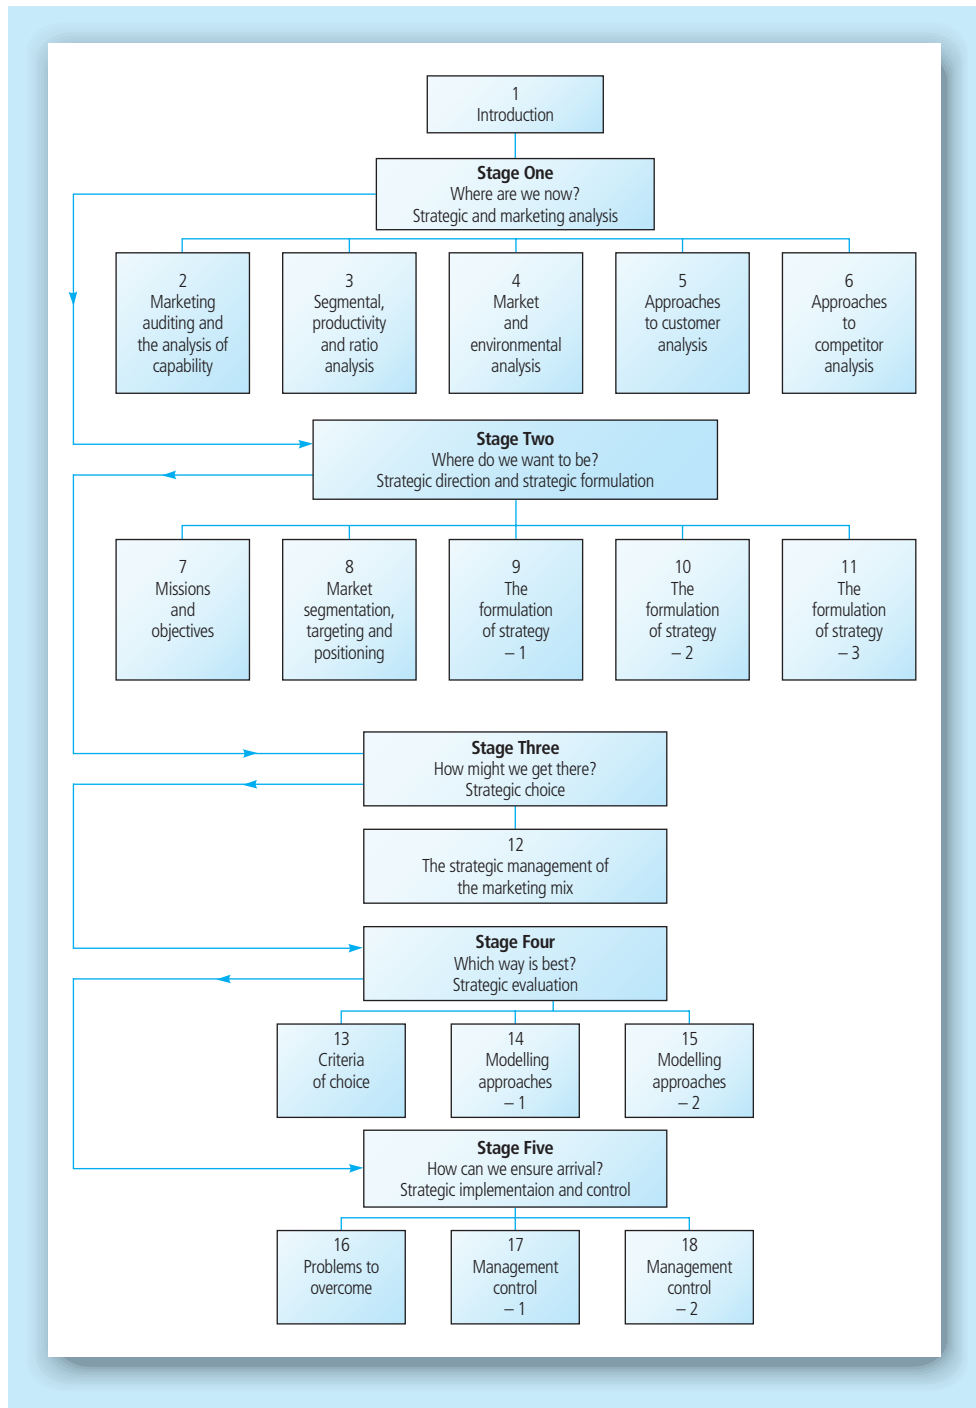 1
Introduction
Stage One
Where are we now?
Strategic and marketing analysis
2
Marketing
auditing and
the analysis of
capability
3
Segmental,
productivity
and ratio
analysis
4
Market
and
environmental
analysis
5
Approaches
to customer
analysis
6
Approaches
to
competitor
analysis
Stage Two
Where do we want to be?
Strategic direction and strategic formulation
7
Missions
and
objectives
8
Market
segmentation,
targeting and
positioning
9
The
formulation
of strategy
– 1
10
The
formulation
of strategy
– 2
11
The
formulation
of strategy
– 3
Stage Three
How might we get there?
Strategic choice
12
The strategic management of
the marketing mix
Stage Four
Which way is best?
Strategic evaluation
13
Criteria
of choice
14
Modelling
approaches
– 1
15
Modelling
approaches
– 2
Stage Five
How can we ensure arrival?
Strategic implementaion and control
16
Problems to
overcome
17
Management
control
– 1
18
Management
control
– 2